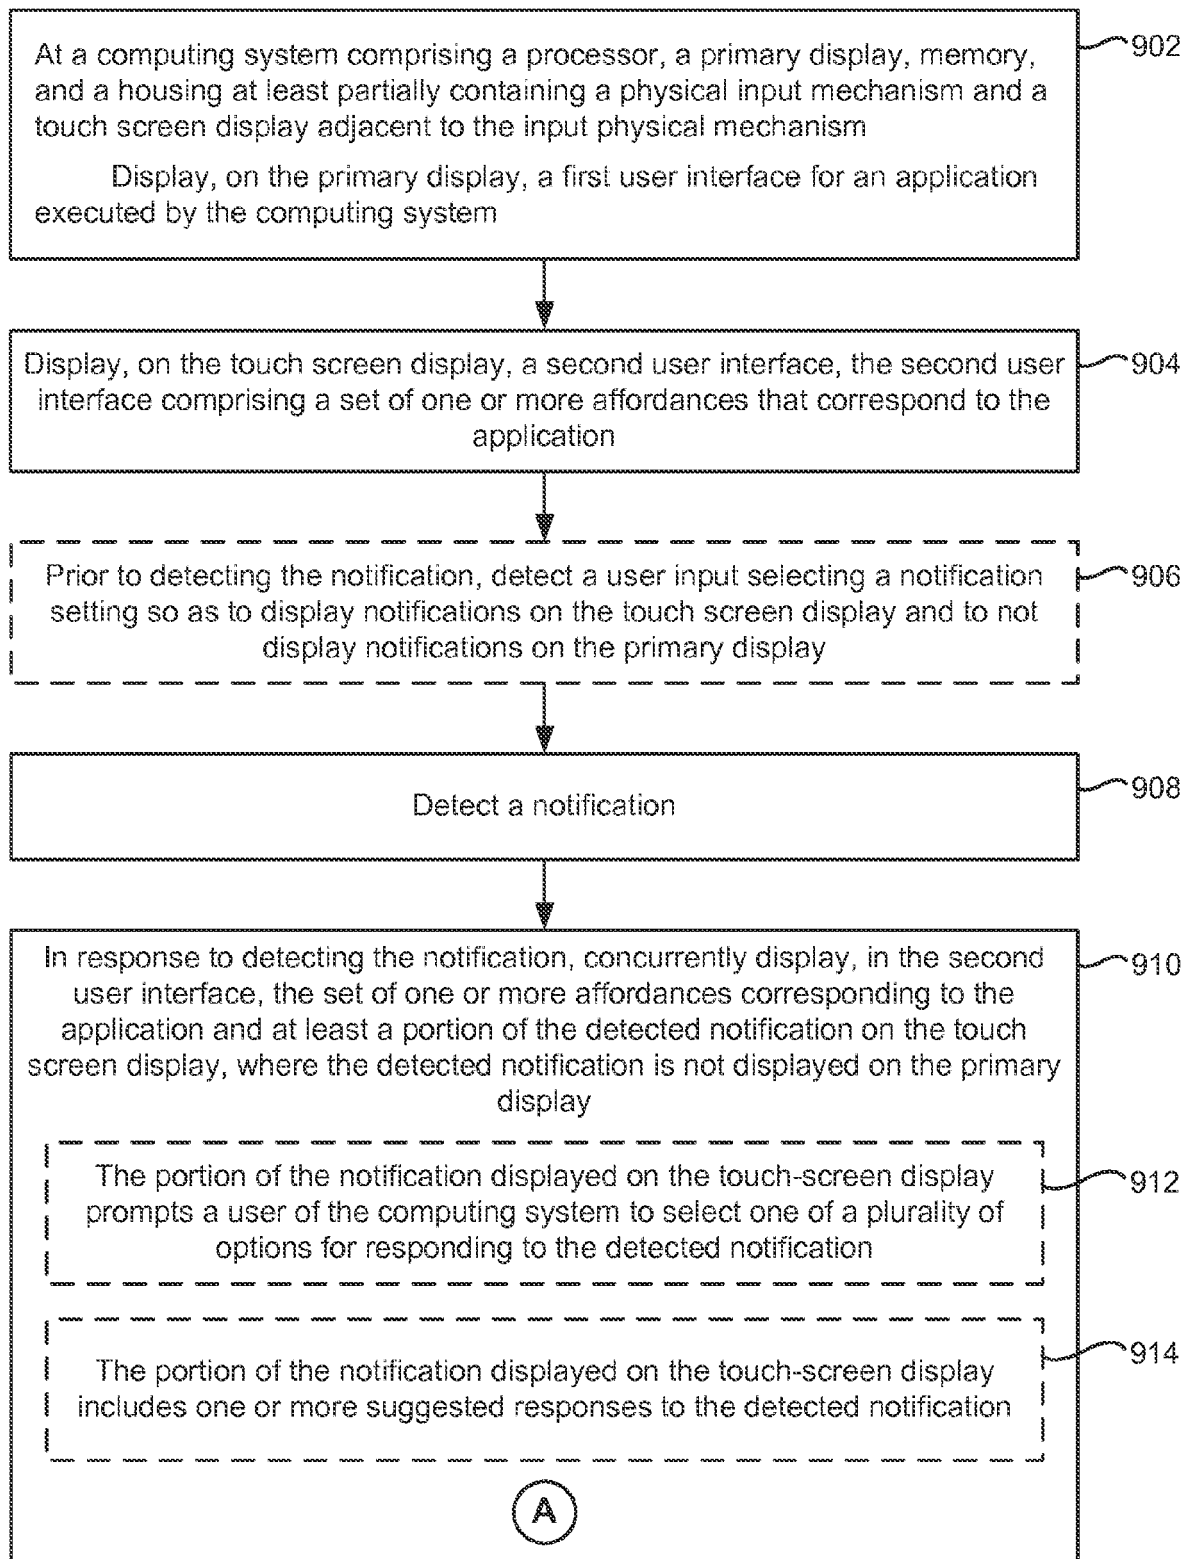 At a computing system comprising a processor, a primary display, memory,
and a housing at least partially containing a physical input mechanism and a
touch screen display adjacent to the input physical mechanism
Display, on the primary display, a first user interface for an application
executed by the computing system
902
Display, on the touch screen display, a second user interface, the second user
interface comprising a set of one or more affordances that correspond to the
application
904
Prior to detecting the notification, detect a user input selecting a notification
setting so as to display notifications on the touch screen display and to not
display notifications on the primary display
906
Detect a notification
908
In response to detecting the notification, concurrently display, in the second
user interface, the set of one or more affordances corresponding to the
application and at least a portion of the detected notification on the touch
screen display, where the detected notification is not displayed on the primary
display
910
The portion of the notification displayed on the touch-screen display
prompts a user of the computing system to select one of a plurality of
options for responding to the detected notification
912
The portion of the notification displayed on the touch-screen display
includes one or more suggested responses to the detected notification
914
A